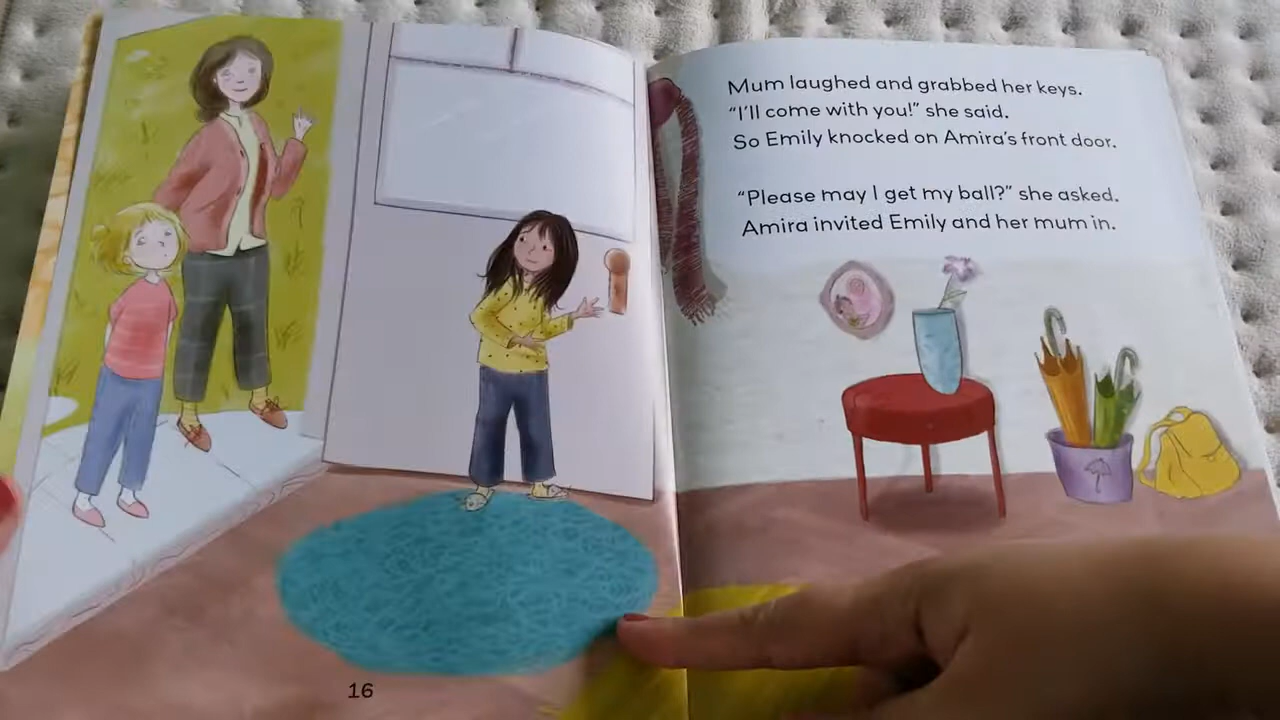 Mum laughed and grabbed her keys.
“I’ll come with you!” she said.
So Emily knocked on Amira’s front door.
“Please may I get my ball?” she asked.
Amira invited Emily and her mum in.
16